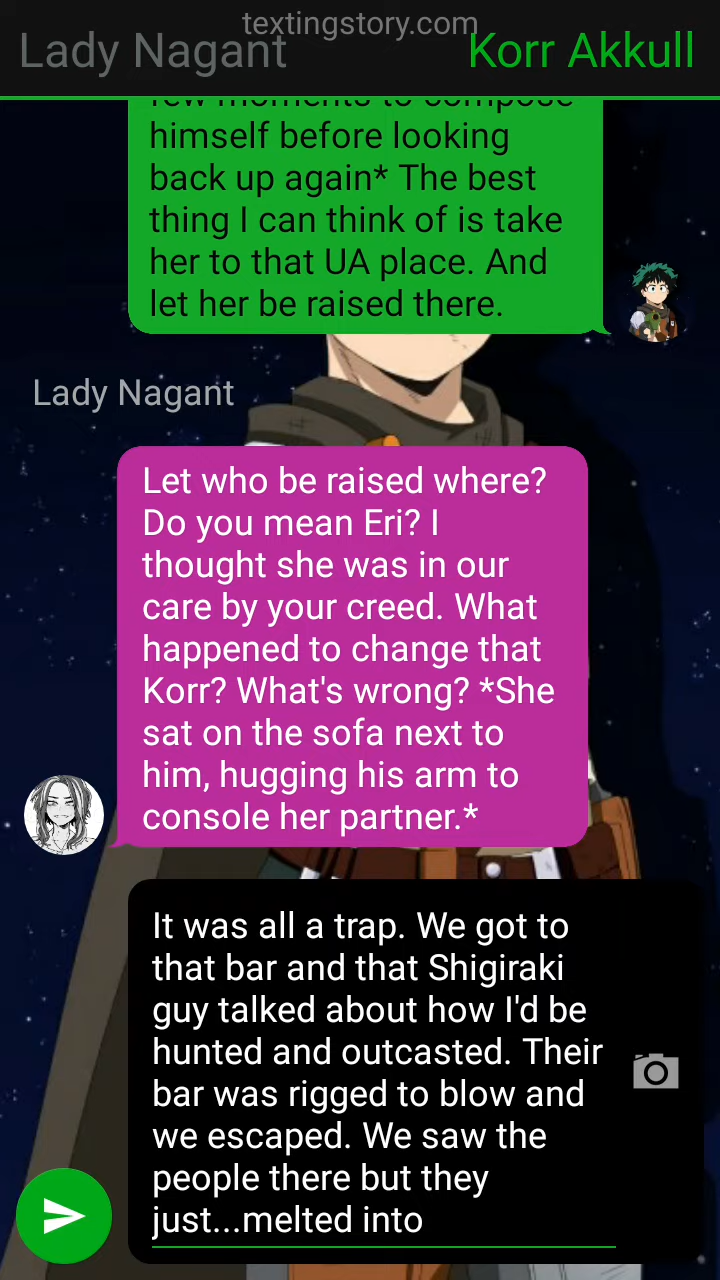 textingstory.com
Lady Nagant
Korr Akkull
few moments to compose
himself before looking
back up again* The best
thing I can think of is take
her to that UA place. And
let her be raised there.
Lady Nagant
Let who be raised where?
Do you mean Eri? I
thought she was in our
care by your creed. What
happened to change that
Korr? What's wrong? *She
sat on the sofa next to
him, hugging his arm to
console her partner.*
It was all a trap. We got to
that bar and that Shigiraki
guy talked about how I'd be
hunted and outcasted. Their
bar was rigged to blow and
we escaped. We saw the
people there but they
just...melted into